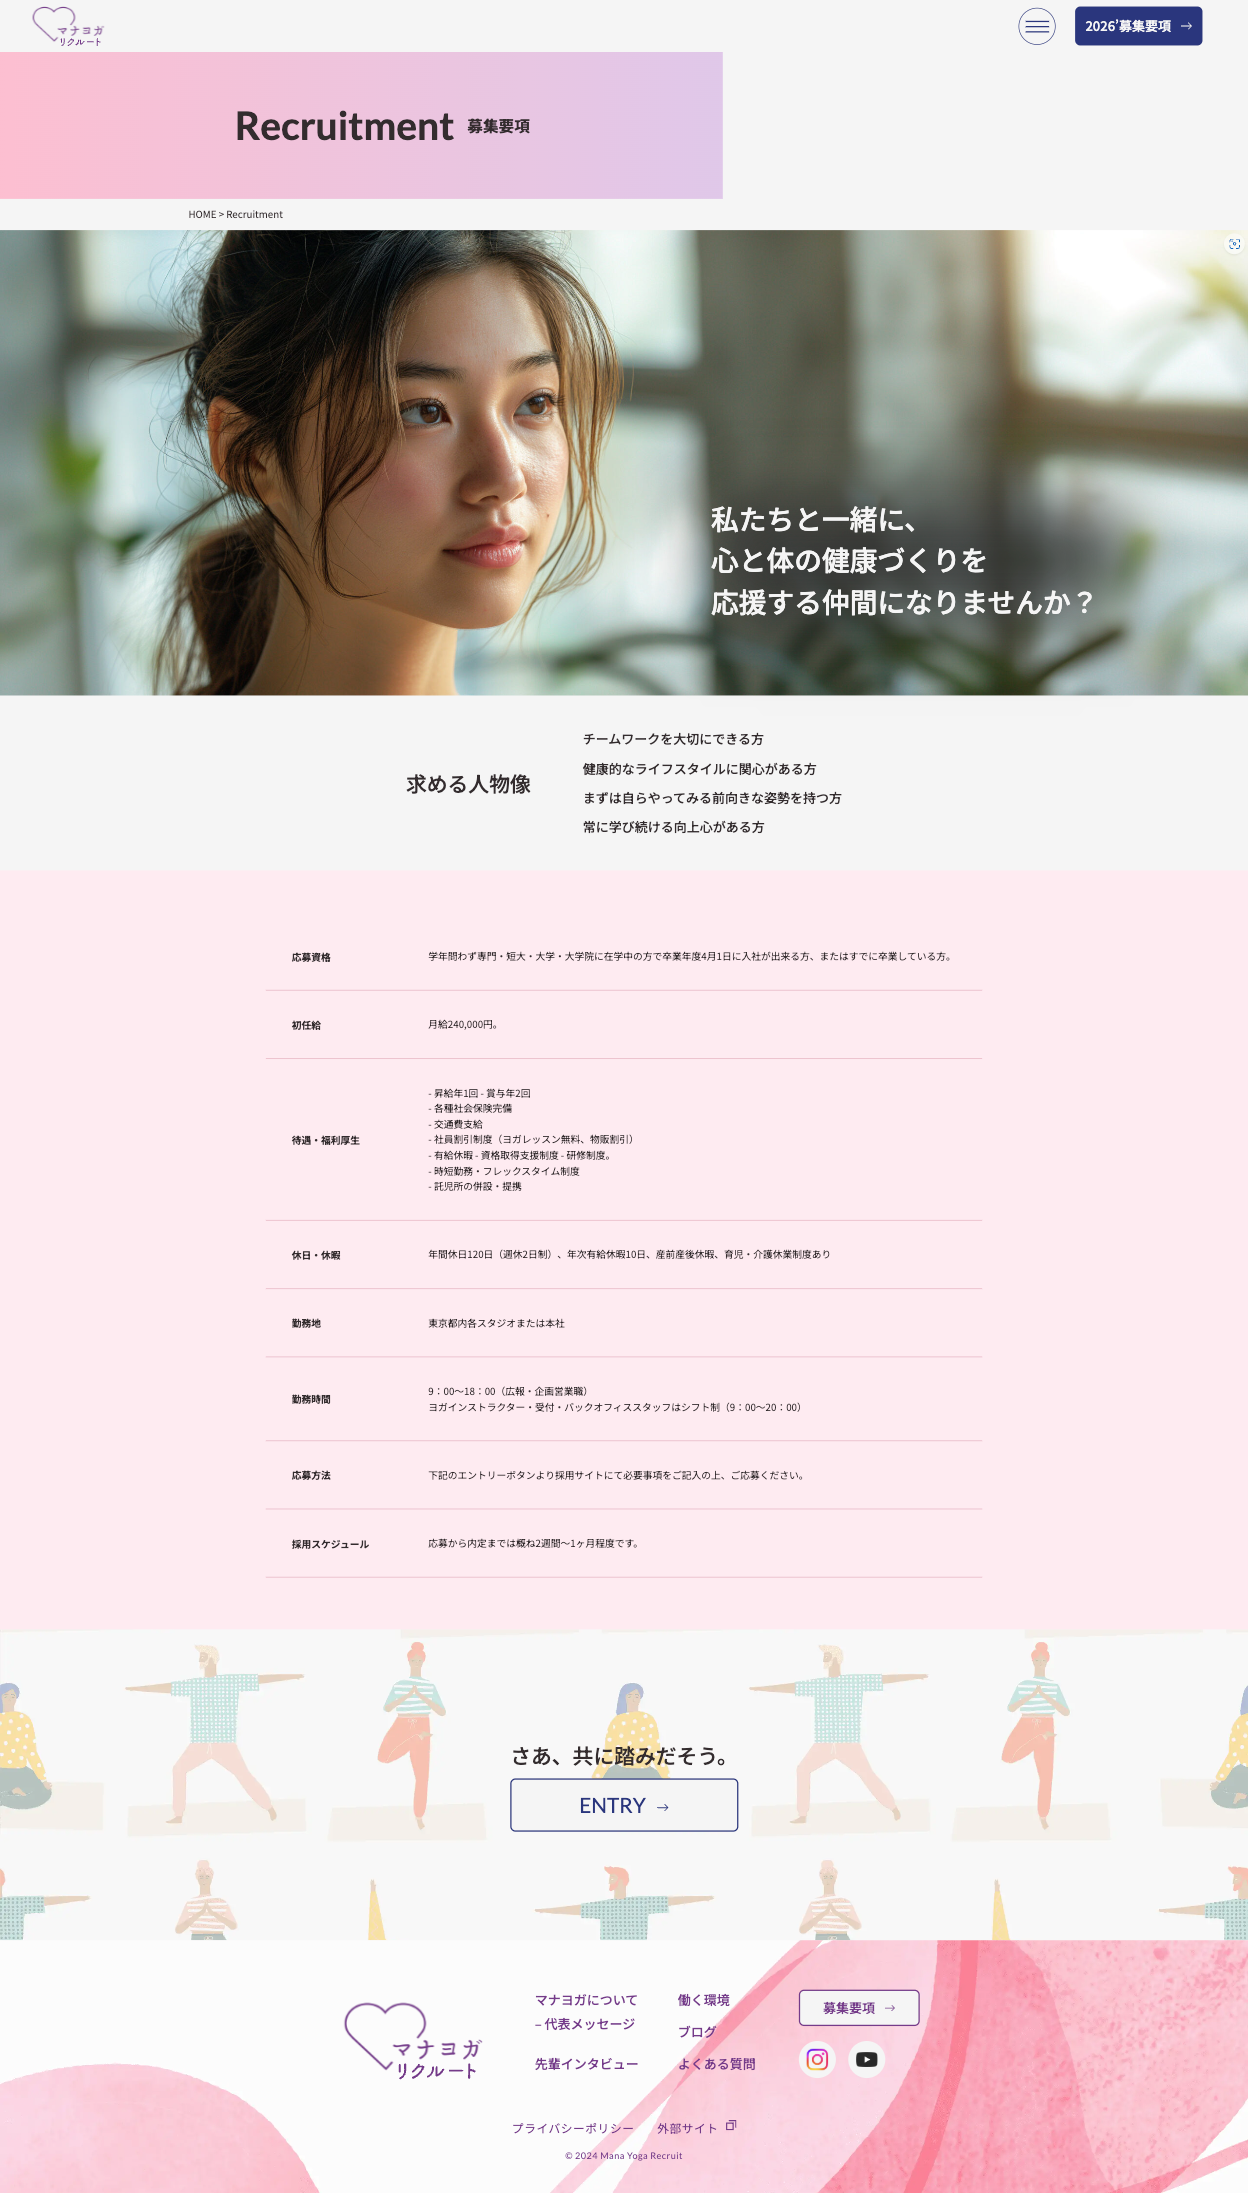 マナヨガ
リクルート
2026’募集要項 →
Recruitment 募集要項
HOME > Recruitment
私たちと一緒に、
心と体の健康づくりを
応援する仲間になりませんか？
求める人物像
チームワークを大切にできる方
健康的なライフスタイルに関心がある方
まずは自らやってみる前向きな姿勢を持つ方
常に学び続ける向上心がある方
応募資格
学年問わず専門・短大・大学・大学院に在学中の方で卒業年度4月1日に入社が出来る方、またはすでに卒業している方。
初任給
月給240,000円。
待遇・福利厚生
- 昇給年1回 - 賞与年2回
- 各種社会保険完備
- 交通費支給
- 社員割引制度（ヨガレッスン無料、物販割引）
- 有給休暇 - 資格取得支援制度 - 研修制度。
- 時短勤務・フレックスタイム制度
- 託児所の併設・提携
休日・休暇
年間休日120日（週休2日制）、年次有給休暇10日、産前産後休暇、育児・介護休業制度あり
勤務地
東京都内各スタジオまたは本社
勤務時間
9：00〜18：00（広報・企画営業職）
ヨガインストラクター・受付・バックオフィススタッフはシフト制（9：00〜20：00）
応募方法
下記のエントリーボタンより採用サイトにて必要事項をご記入の上、ご応募ください。
採用スケジュール
応募から内定までは概ね2週間〜1ヶ月程度です。
さあ、共に踏みだそう。
ENTRY →
マナヨガ
リクルート
マナヨガについて
– 代表メッセージ
先輩インタビュー
働く環境
ブログ
よくある質問
募集要項 →
プライバシーポリシー
外部サイト
© 2024 Mana Yoga Recruit